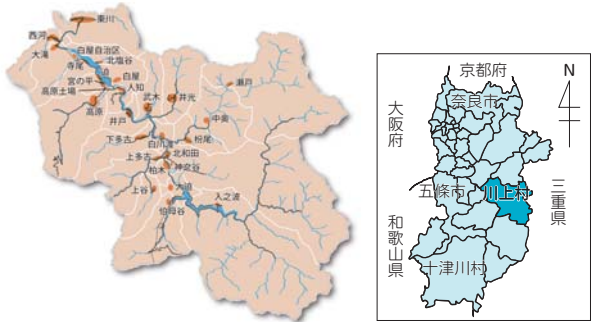 東川
西河
大滝
白屋自治区
寺尾
北塩谷
宮の平
白屋
人知
高原土場
高原
井戸
武木
井光
瀬戸
中奥
下多古
白川渡
枌尾
上多古
北和田
神之谷
柏木
上谷
大迫
伯母谷
入之波
京都府
N
奈良市
大阪府
五條市
川上村
三重県
和歌山県
十津川村